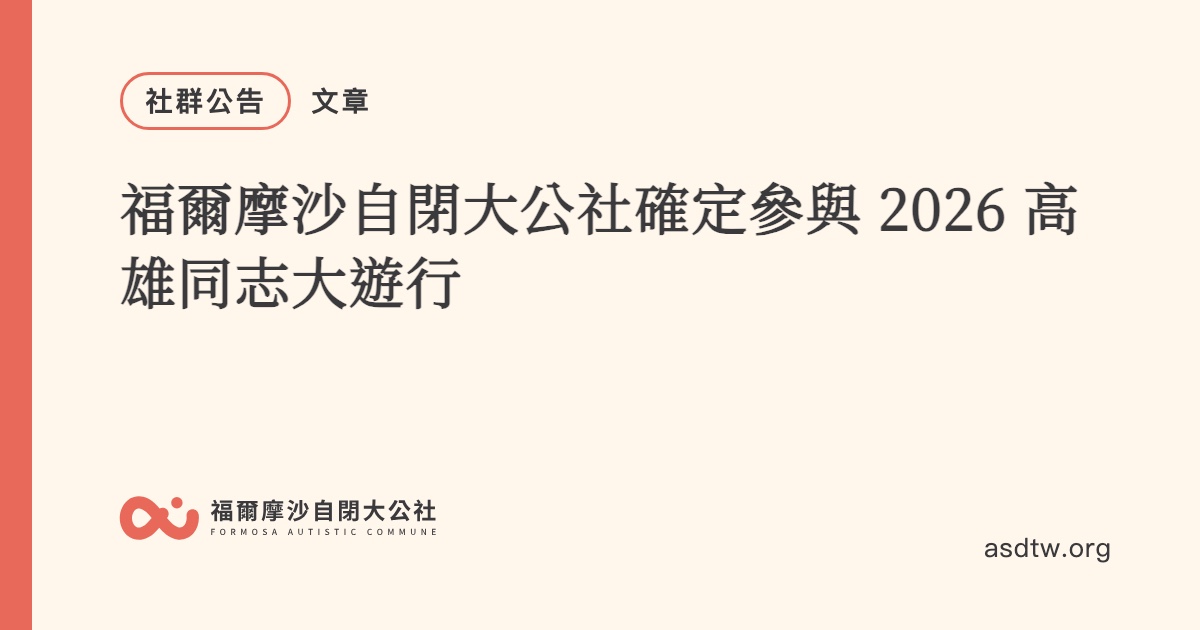 社群公告 文章
福爾摩沙自閉大公社確定參與 2026 高
雄同志大遊行
福爾摩沙自閉大公社
FORMOSA AUTISTIC COMMUNE
asdtw.org